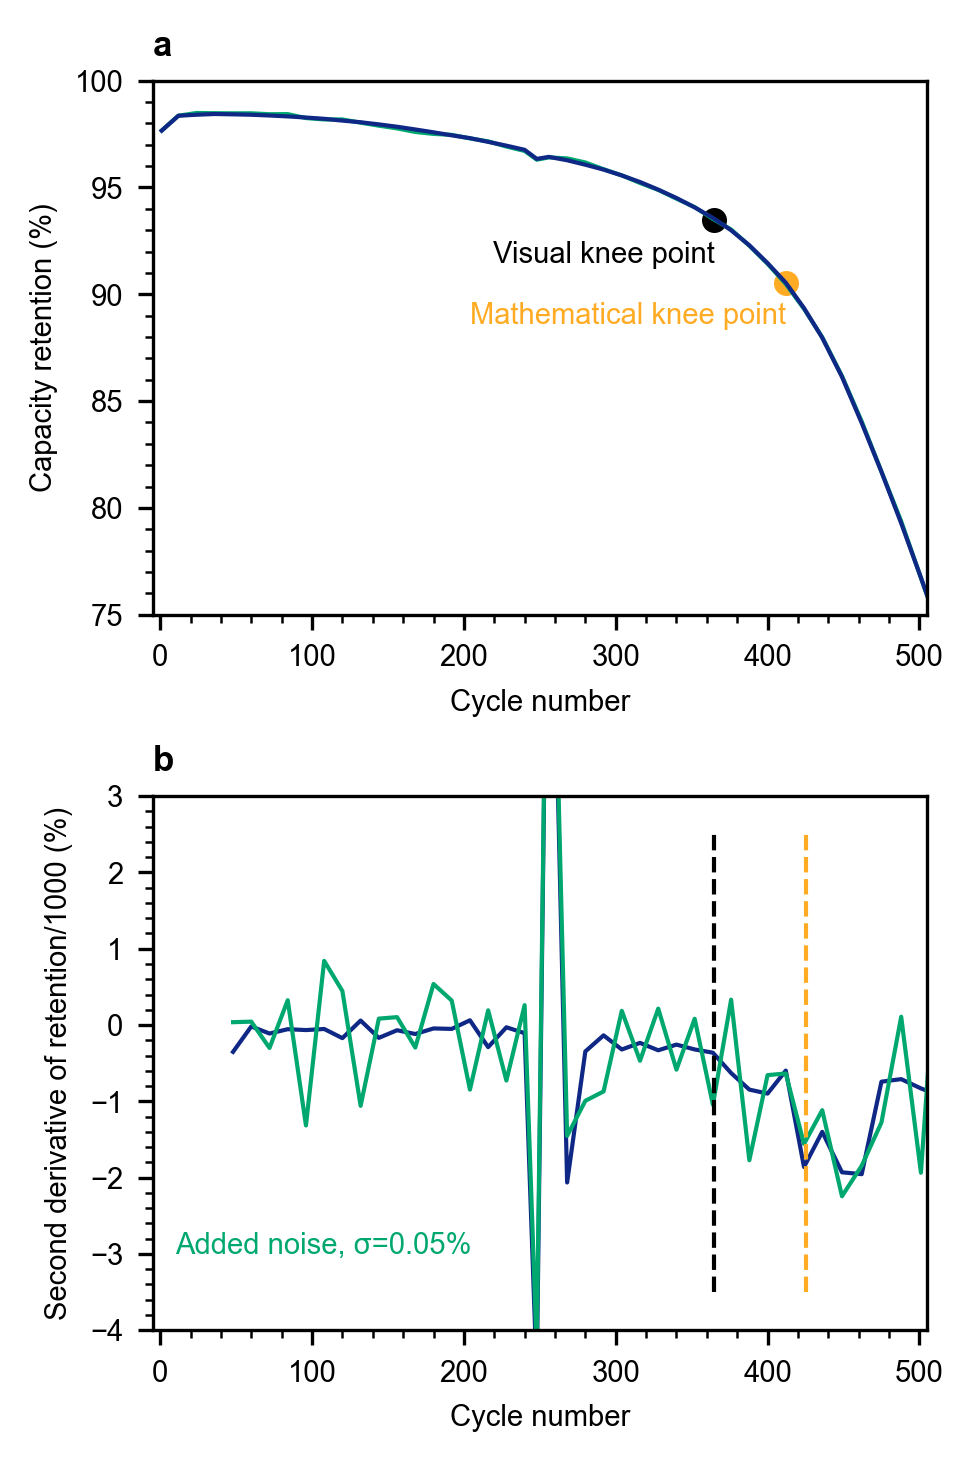 a
100
95
90
85
80
75
Capacity retention (%)
Visual knee point
Mathematical knee point
0 100 200 300 400 500
Cycle number
b
3
2
1
0
−1
−2
−3
−4
Second derivative of retention/1000 (%)
Added noise, σ=0.05%
0 100 200 300 400 500
Cycle number